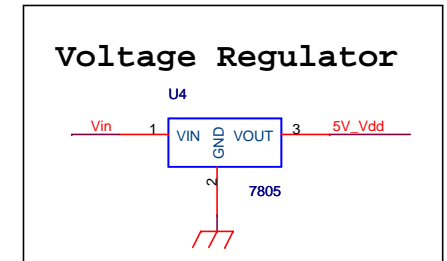 Voltage Regulator
U4
Vin 1 VIN GND VOUT 3 5V_Vdd
2
7805